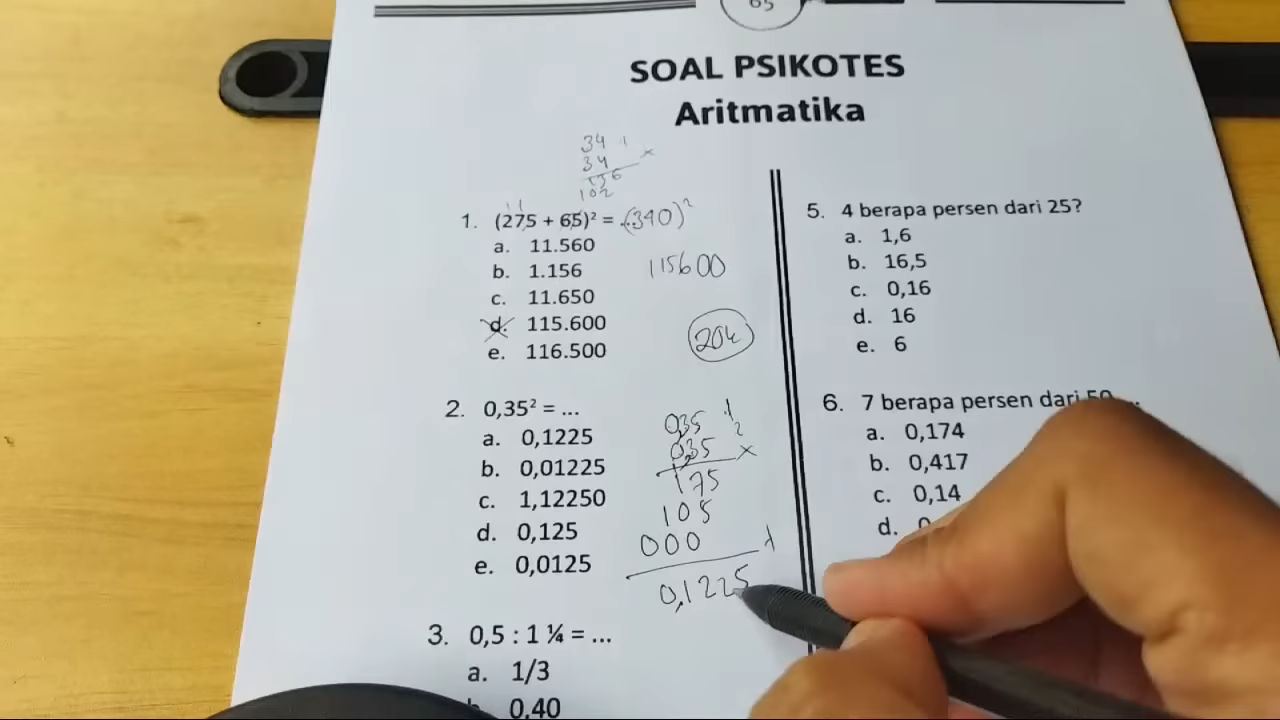 65
SOAL PSIKOTES
Aritmatika
34
34 ×
136
102
1. (275 + 65)² = (340)²
a. 11.560
b. 1.156
115600
c. 11.650
d. 115.600
e. 116.500
2. 0,35² = ...
a. 0,1225
b. 0,01225
c. 1,12250
d. 0,125
e. 0,0125
0,35
0,35 ×
175
105
000 +
0,1225
3. 0,5 : 1 ¼ = ...
a. 1/3
0,40
5. 4 berapa persen dari 25?
a. 1,6
b. 16,5
c. 0,16
d. 16
e. 6
6. 7 berapa persen dari
a. 0,174
b. 0,417
c. 0,14
d.